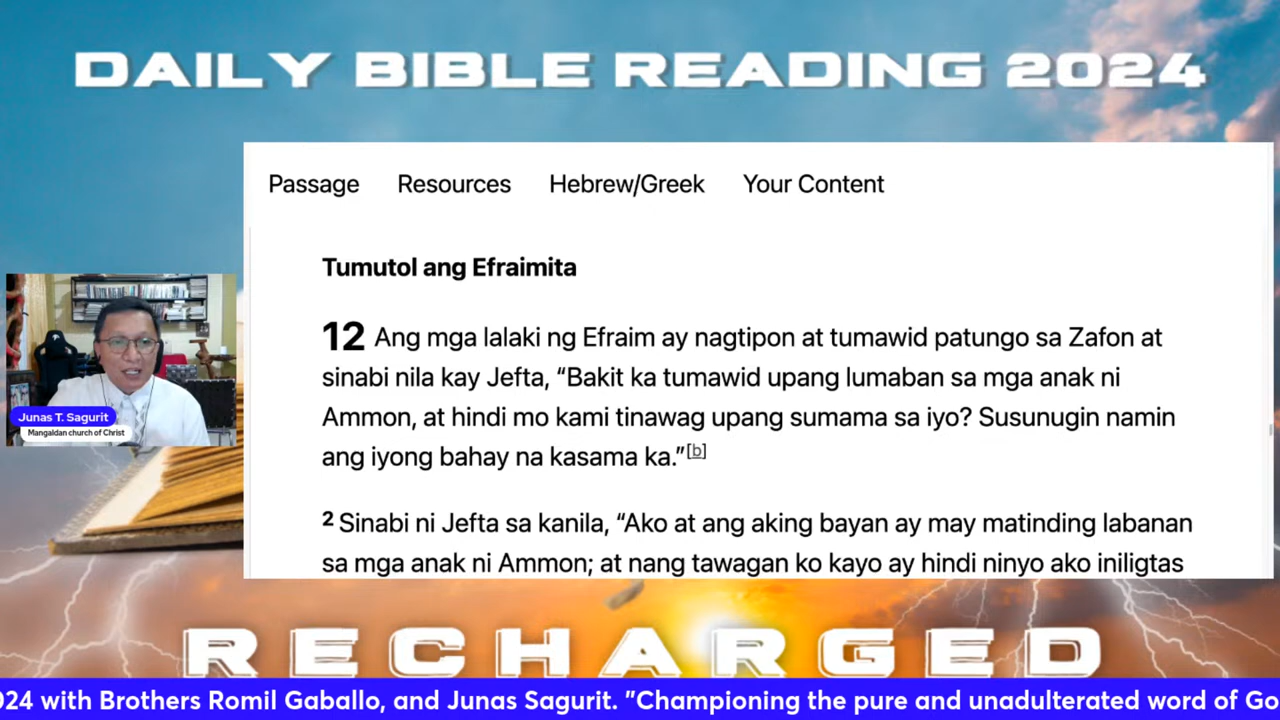 DAILY BIBLE READING 2024
Passage Resources Hebrew/Greek Your Content
Tumutol ang Efraimita
12 Ang mga lalaki ng Efraim ay nagtipon at tumawid patungo sa Zafon at
sinabi nila kay Jefta, “Bakit ka tumawid upang lumaban sa mga anak ni
Ammon, at hindi mo kami tinawag upang sumama sa iyo? Susunugin namin
ang iyong bahay na kasama ka.”[b]
2 Sinabi ni Jefta sa kanila, “Ako at ang aking bayan ay may matinding labanan
sa mga anak ni Ammon; at nang tawagan ko kayo ay hindi ninyo ako iniligtas
Junas T. Sagurit
Mangaldan church of Christ
RECHARGED
024 with Brothers Romil Gaballo, and Junas Sagurit. "Championing the pure and unadulterated word of Go